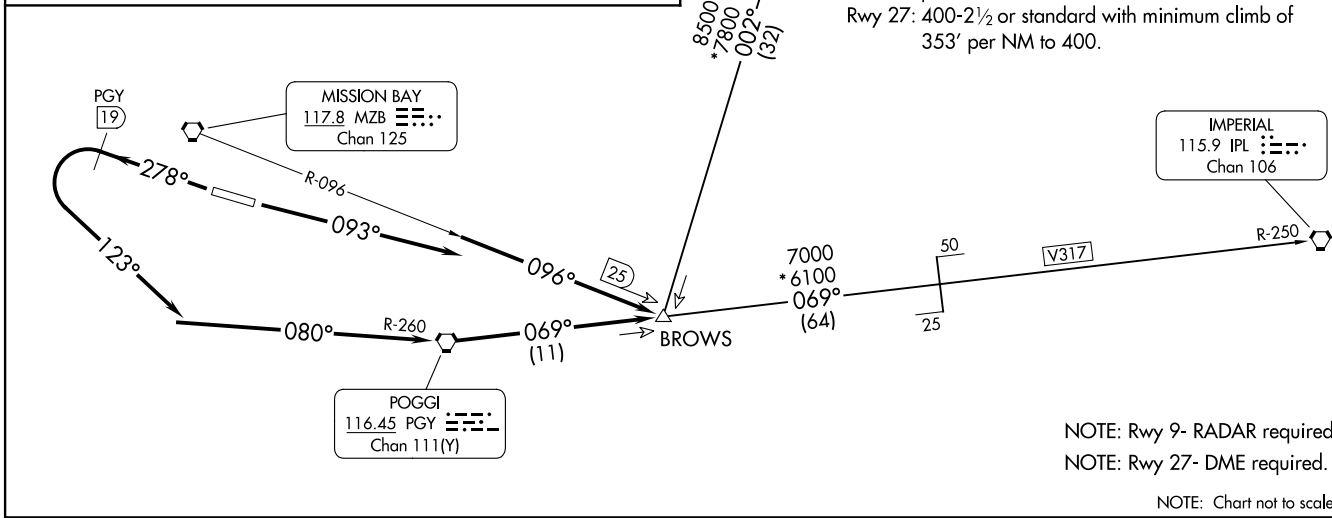 8500
*7800
002°
(32)
Rwy 27: 400-2½ or standard with minimum climb of
353' per NM to 400.
PGY
19
MISSION BAY
117.8 MZB
Chan 125
IMPERIAL
115.9 IPL
Chan 106
278°
R-096
093°
123°
096°
25
7000
*6100
069°
(64)
50
25
V317
R-250
080°
R-260
069°
(11)
BROWS
POGGI
116.45 PGY
Chan 111(Y)
NOTE: Rwy 9- RADAR required
NOTE: Rwy 27- DME required.
NOTE: Chart not to scale